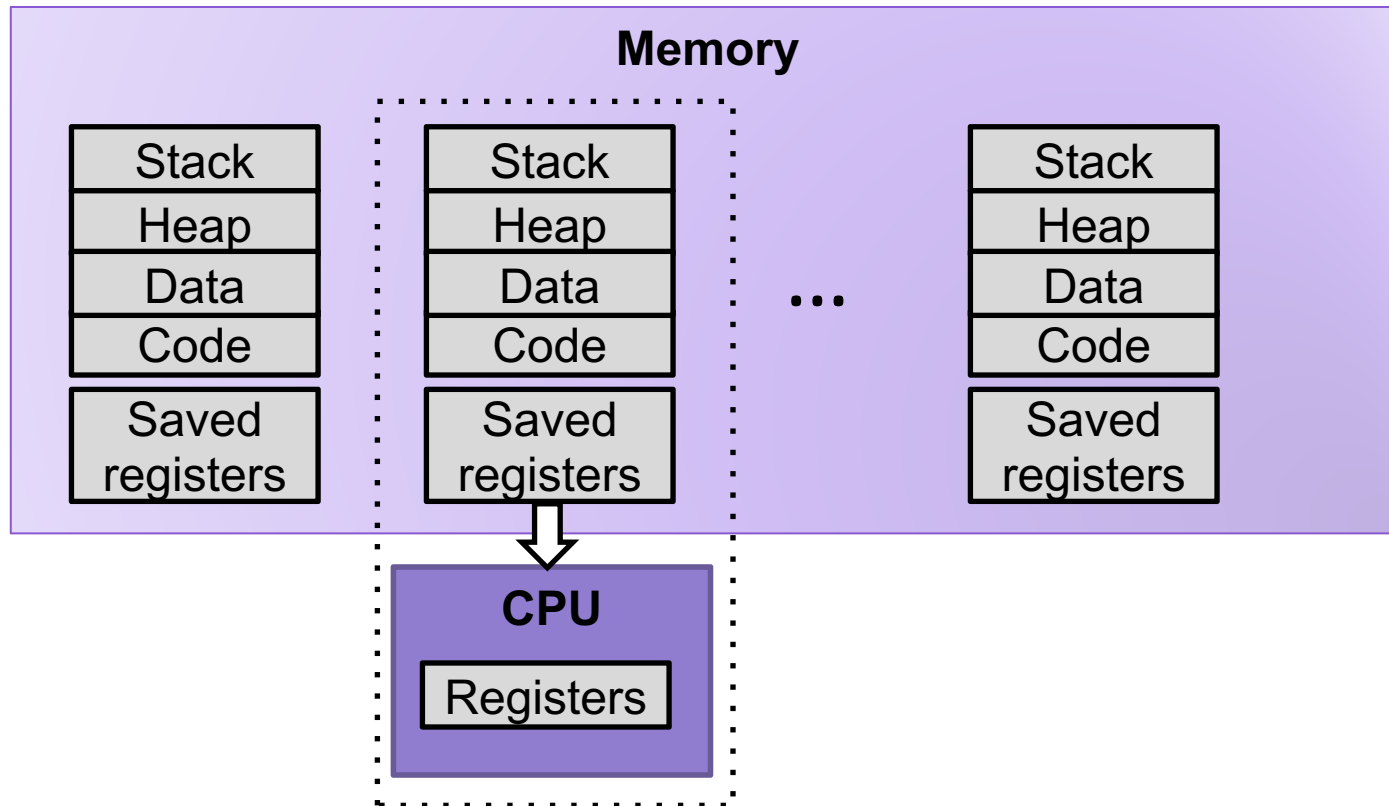 Memory
Stack
Heap
Data
Code
Saved
registers
Stack
Heap
Data
Code
Saved
registers
...
Stack
Heap
Data
Code
Saved
registers
CPU
Registers